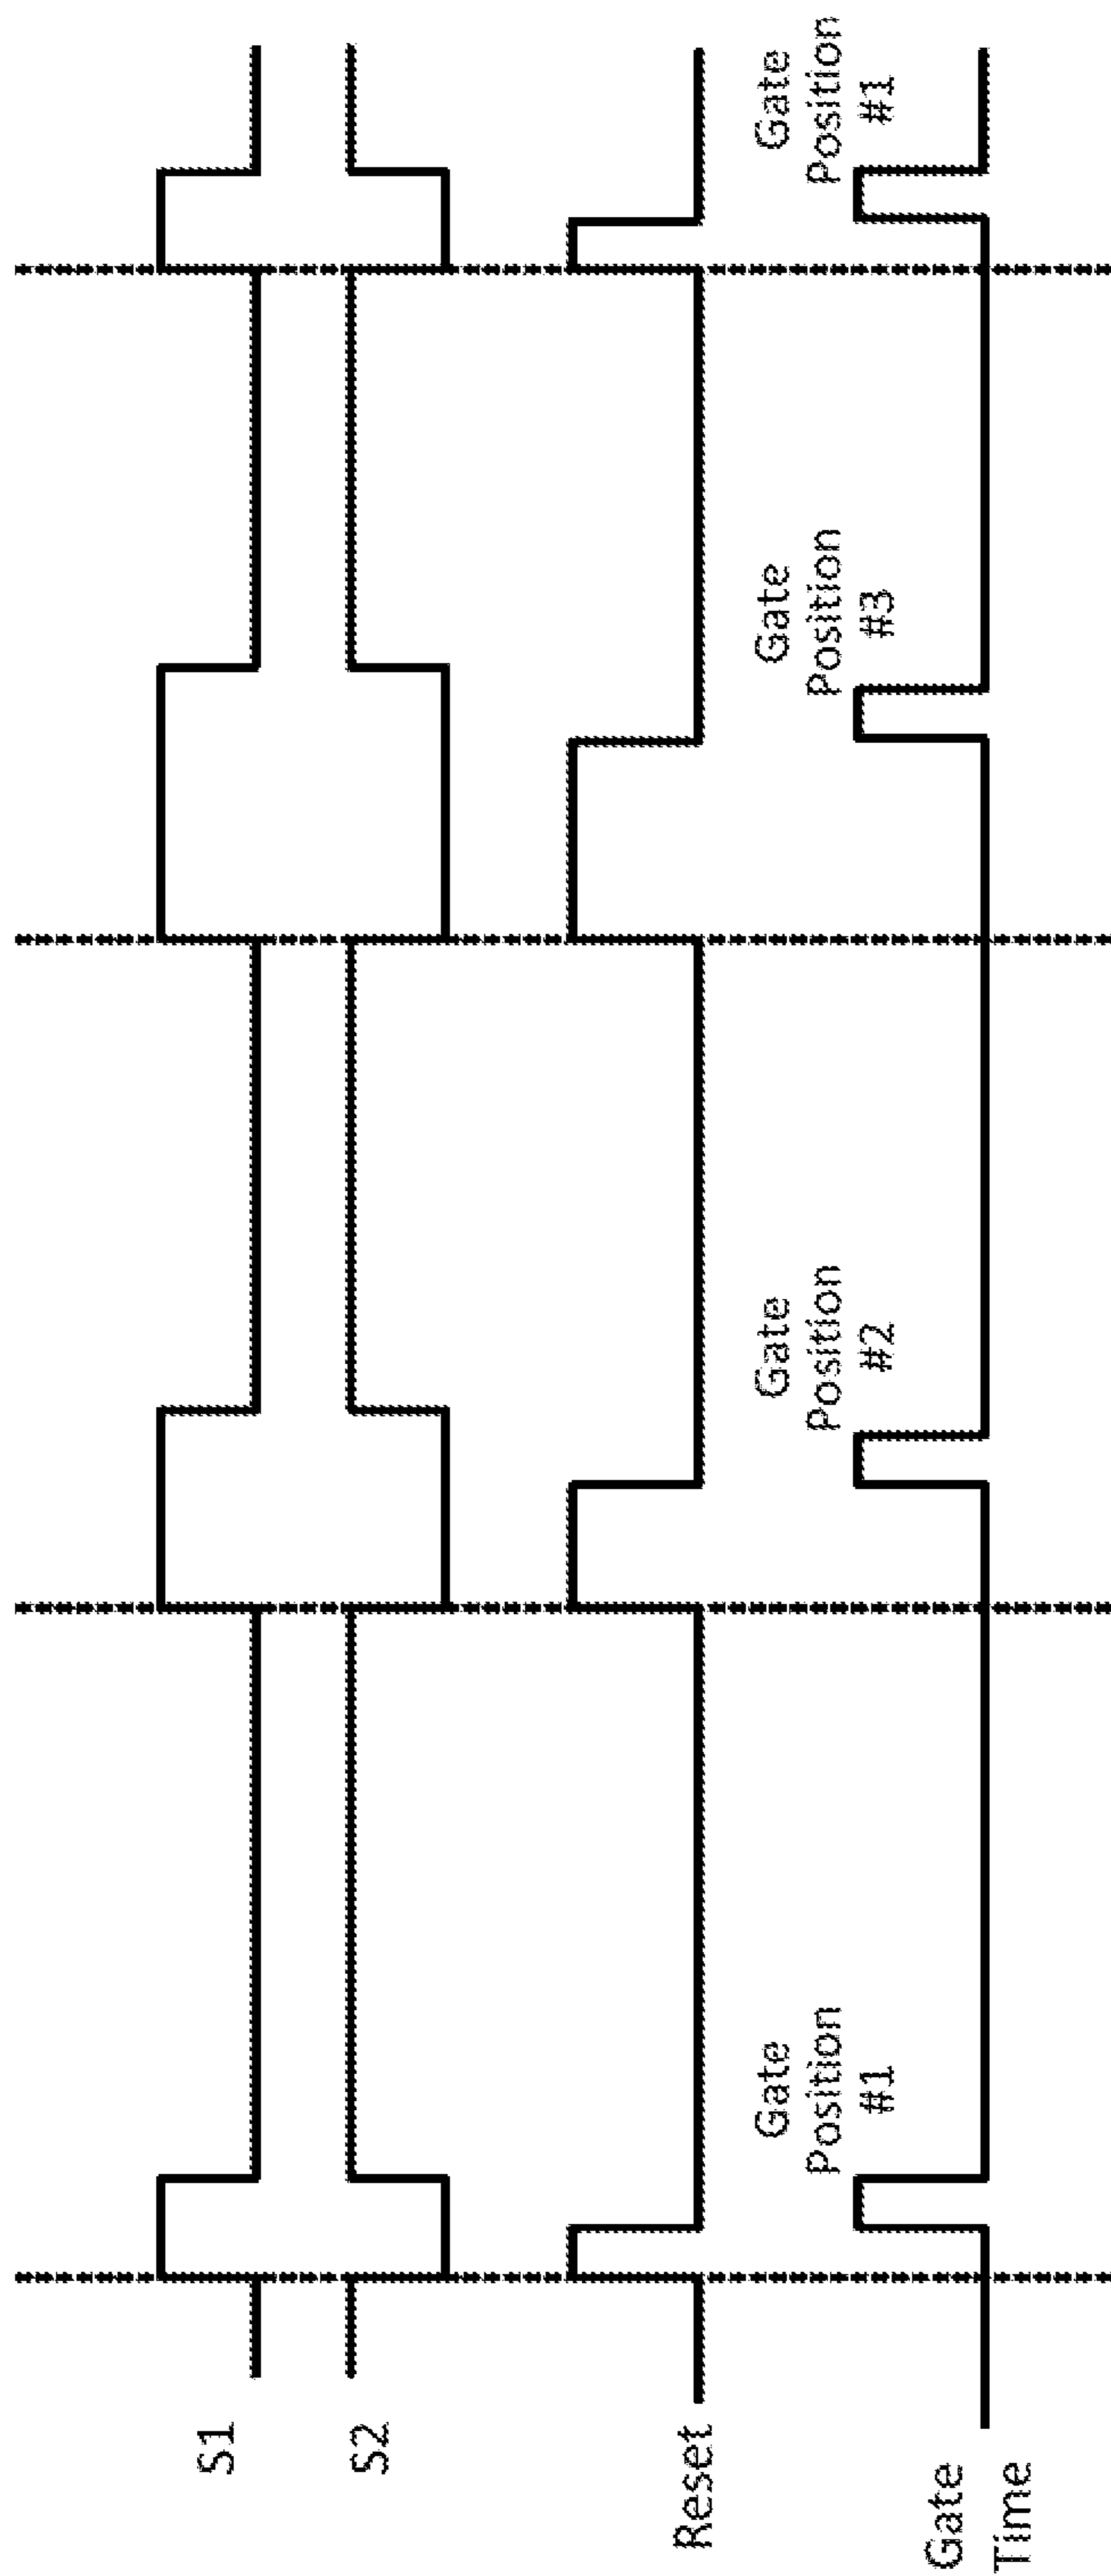 S1
S2
Reset
Gate
Position
#1
Gate
Position
#2
Gate
Position
#3
Gate
Position
#1
Gate
Time